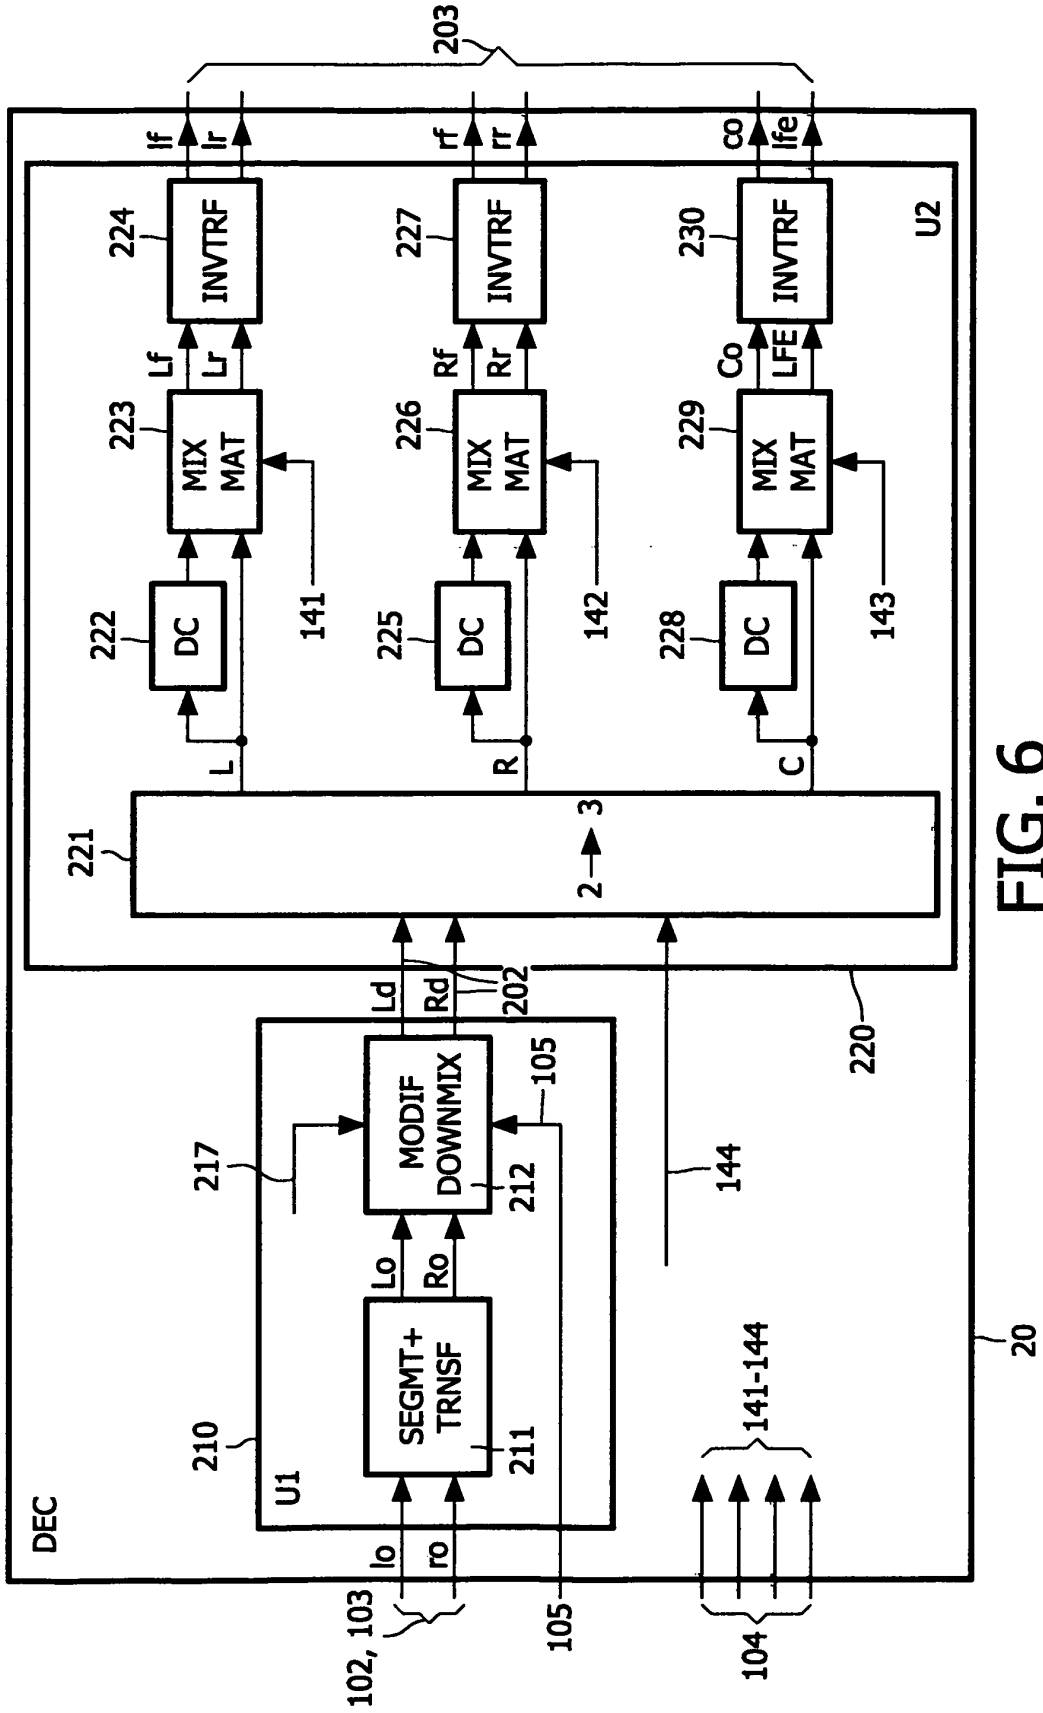 DEC
203
224
lf
lr
INVTRF
227
rf
rr
INVTRF
230
co
lfe
INVTRF
U2
223
Lf
Lr
MIX
MAT
226
Rf
Rr
MIX
MAT
229
Co
LFE
MIX
MAT
222
DC
141
225
DC
142
228
DC
143
L
R
C
221
2
3
Ld
Rd
202
220
210
U1
217
MODIF
DOWNMIX
212
105
144
Lo
Ro
SEGMT+
TRNSF
211
lo
ro
102, 103
105
104
141-144
20
FIG. 6